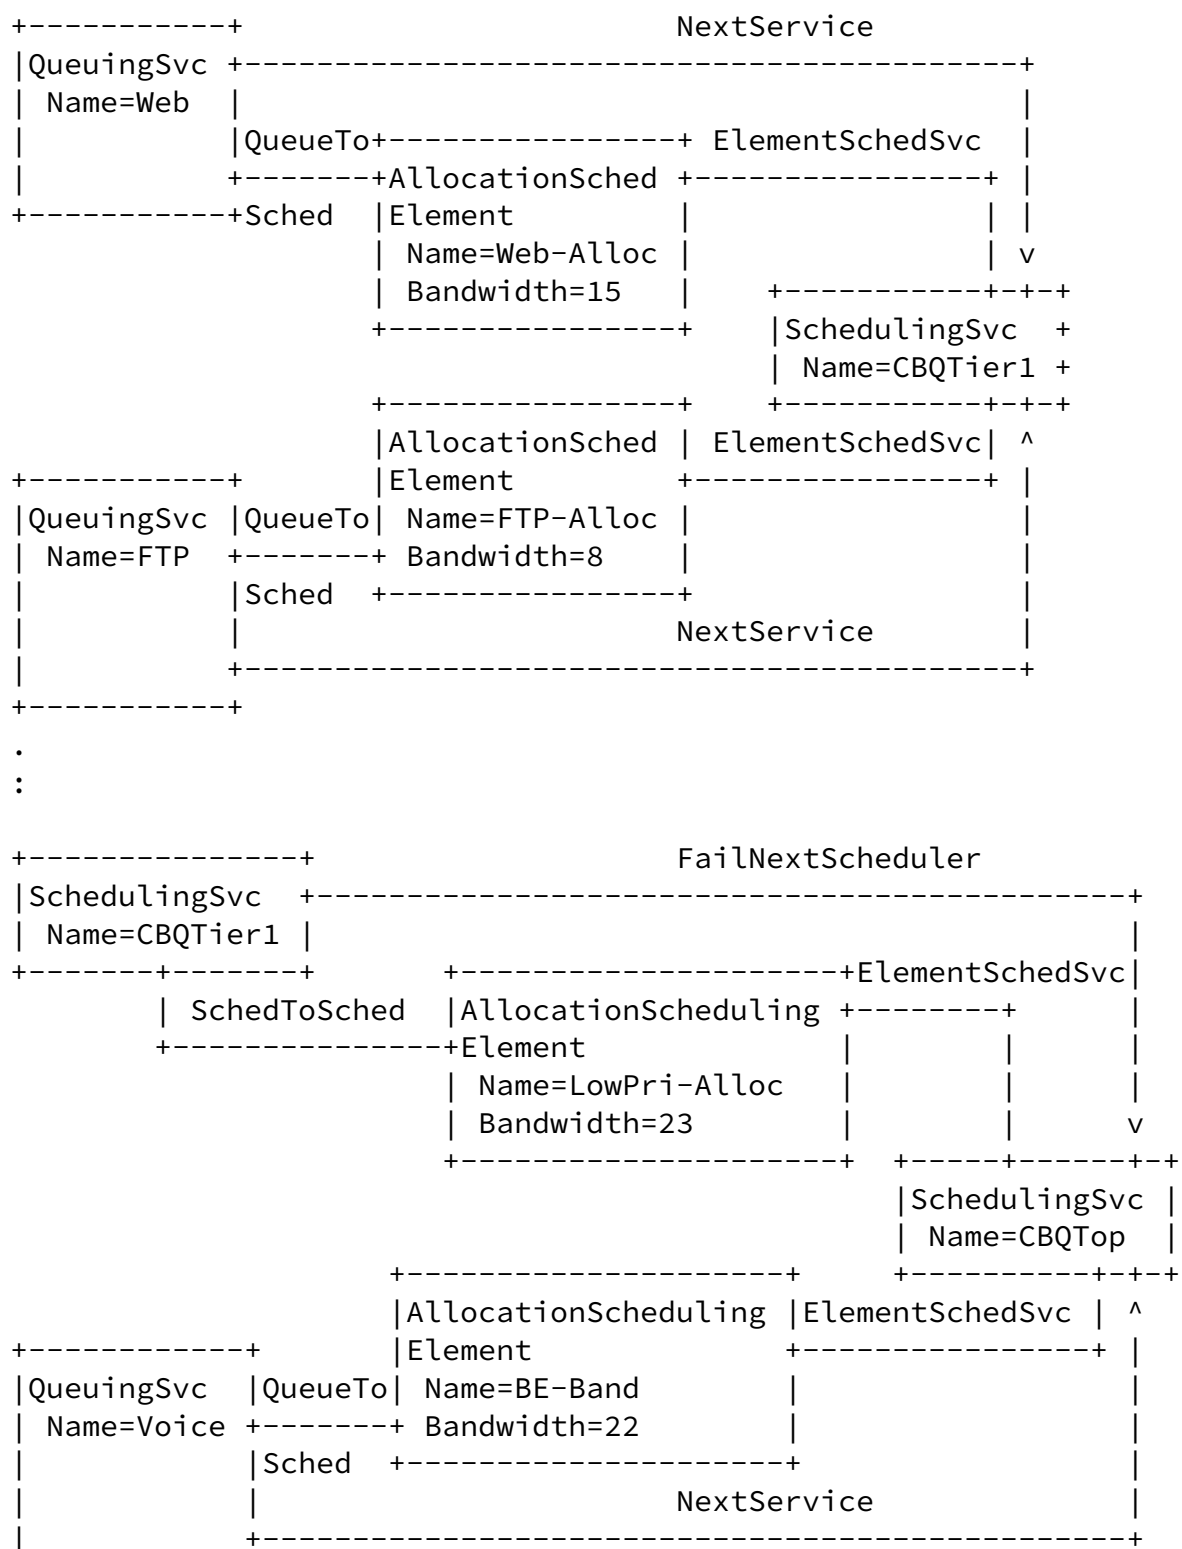 +-----------+                        NextService
|QueuingSvc +-------------------------------------------+
| Name=Web  |                                           |
|           |QueueTo+----------------+ ElementSchedSvc  |
|           +-------+AllocationSched +----------------+ |
+-----------+Sched  |Element         |                | |
                    | Name=Web-Alloc |                | v
                    | Bandwidth=15   |    +-----------+-+-+
                    +----------------+    |SchedulingSvc  +
                                          | Name=CBQTier1 +
                    +----------------+    +-----------+-+-+
                    |AllocationSched | ElementSchedSvc| ^
+-----------+       |Element         +----------------+ |
|QueuingSvc |QueueTo| Name=FTP-Alloc |                  |
| Name=FTP  +-------+ Bandwidth=8    |                  |
|           |Sched  +----------------+                  |
|           |                        NextService        |
|           +-------------------------------------------+
+-----------+
.
:
+---------------+                    FailNextScheduler
|SchedulingSvc  +---------------------------------------------+
| Name=CBQTier1 |                                             |
+-------+-------+       +---------------------+ElementSchedSvc|
        | SchedToSched  |AllocationScheduling +--------+      |
        +---------------+Element              |        |      |
                        | Name=LowPri-Alloc   |        |      |
                        | Bandwidth=23        |        |      v
                        +---------------------+  +-----+------+-+
                                                 |SchedulingSvc |
                                                 | Name=CBQTop  |
                     +---------------------+     +----------+-+-+
                     |AllocationScheduling |ElementSchedSvc | ^
+------------+       |Element              +----------------+ |
|QueuingSvc  |QueueTo| Name=BE-Band        |                  |
| Name=Voice +-------+ Bandwidth=22        |                  |
|            |Sched  +---------------------+                  |
|            |                       NextService              |
|            +------------------------------------------------+